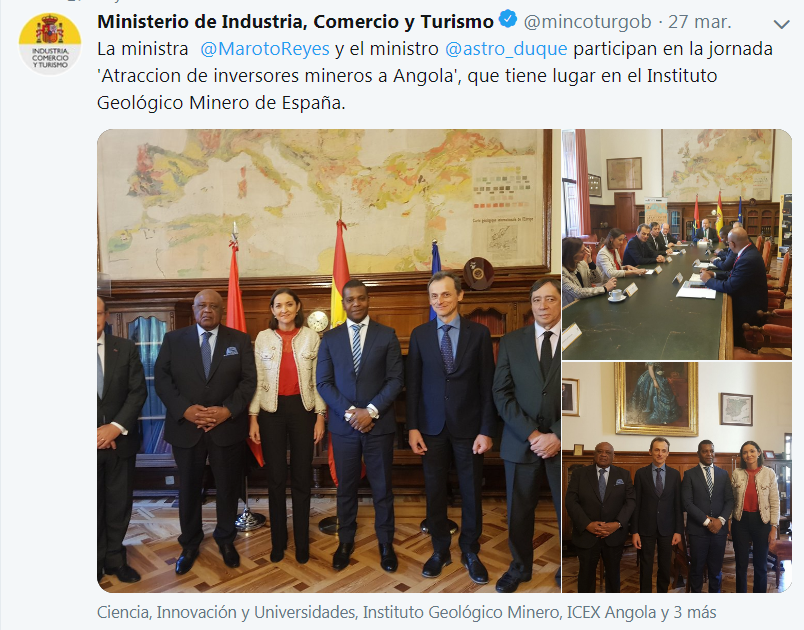 Ministerio de Industria, Comercio y Turismo @mincoturgob · 27 mar.
INDUSTRIA,
COMERCIO
Y TURISMO
La ministra @MarotoReyes y el ministro @astro_duque participan en la jornada
'Atraccion de inversores mineros a Angola', que tiene lugar en el Instituto
Geológico Minero de España.
Ciencia, Innovación y Universidades, Instituto Geológico Minero, ICEX Angola y 3 más